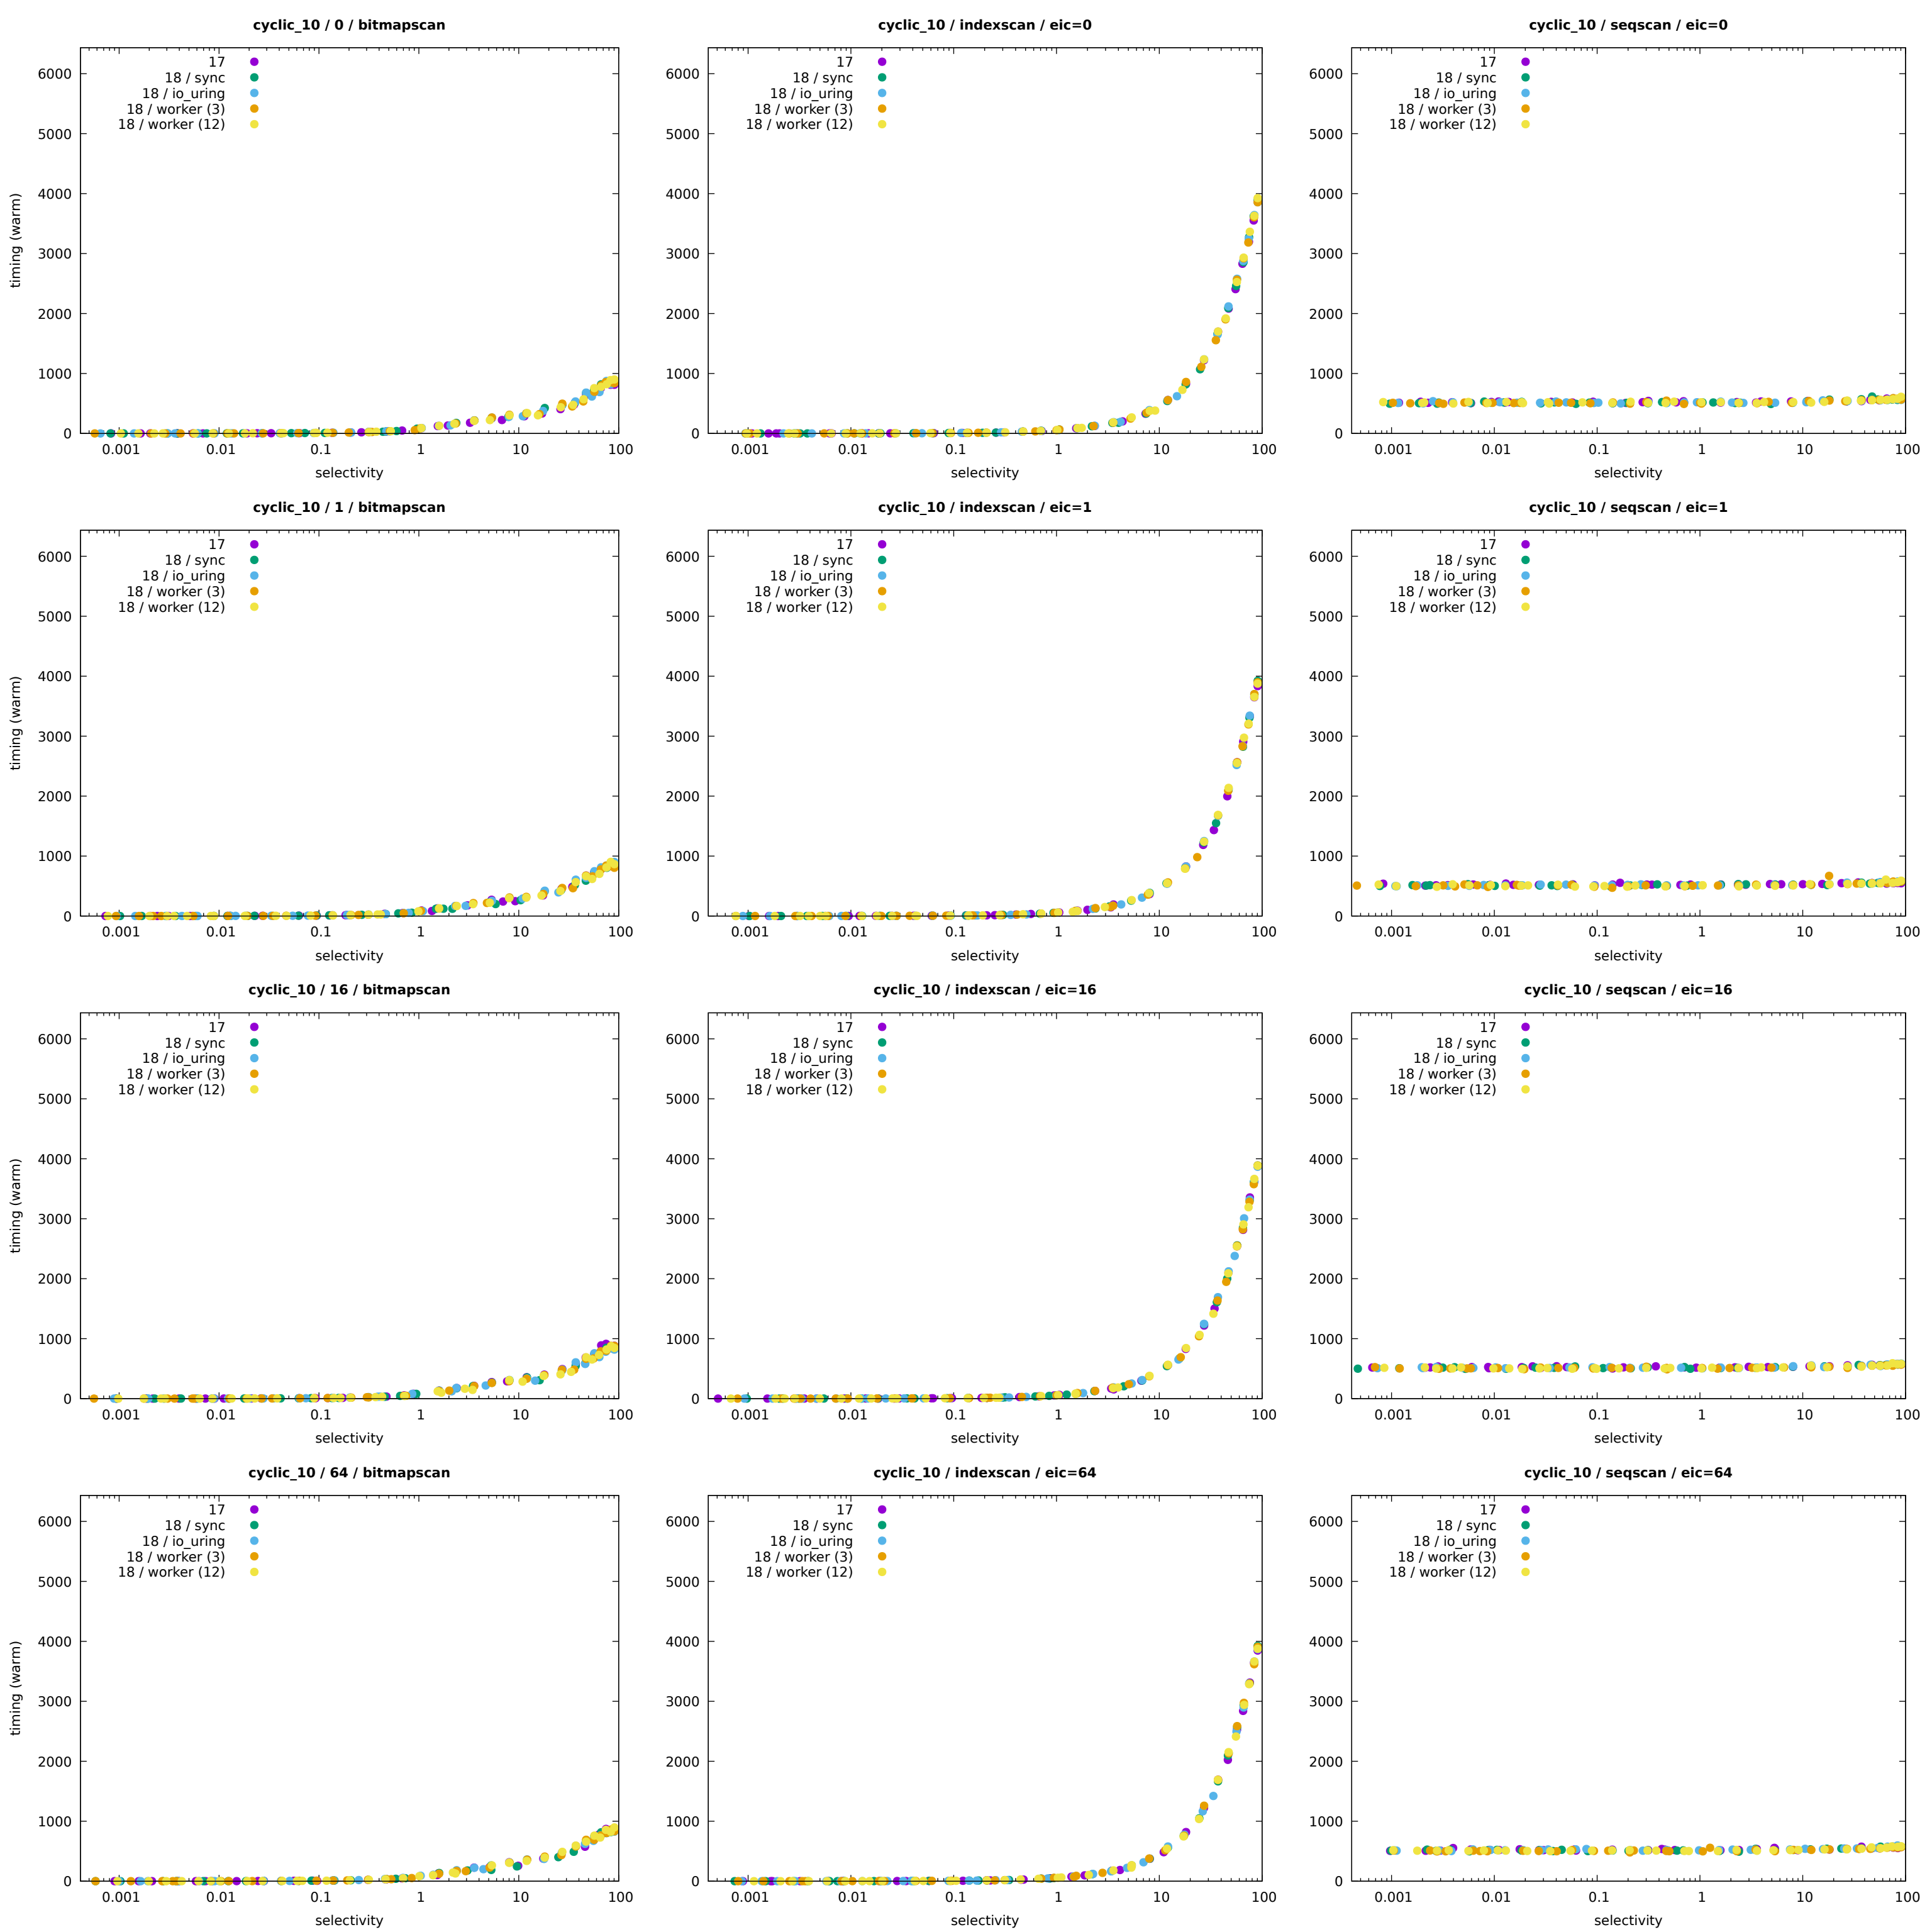 cyclic_10 / 0 / bitmapscan
17
18 / sync
18 / io_uring
18 / worker (3)
18 / worker (12)
timing (warm)
6000
5000
4000
3000
2000
1000
0
0.001 0.01 0.1 1 10 100
selectivity
cyclic_10 / indexscan / eic=0
17
18 / sync
18 / io_uring
18 / worker (3)
18 / worker (12)
6000
5000
4000
3000
2000
1000
0
0.001 0.01 0.1 1 10 100
selectivity
cyclic_10 / seqscan / eic=0
17
18 / sync
18 / io_uring
18 / worker (3)
18 / worker (12)
6000
5000
4000
3000
2000
1000
0
0.001 0.01 0.1 1 10 100
selectivity
cyclic_10 / 1 / bitmapscan
17
18 / sync
18 / io_uring
18 / worker (3)
18 / worker (12)
timing (warm)
6000
5000
4000
3000
2000
1000
0
0.001 0.01 0.1 1 10 100
selectivity
cyclic_10 / indexscan / eic=1
17
18 / sync
18 / io_uring
18 / worker (3)
18 / worker (12)
6000
5000
4000
3000
2000
1000
0
0.001 0.01 0.1 1 10 100
selectivity
cyclic_10 / seqscan / eic=1
17
18 / sync
18 / io_uring
18 / worker (3)
18 / worker (12)
6000
5000
4000
3000
2000
1000
0
0.001 0.01 0.1 1 10 100
selectivity
cyclic_10 / 16 / bitmapscan
17
18 / sync
18 / io_uring
18 / worker (3)
18 / worker (12)
timing (warm)
6000
5000
4000
3000
2000
1000
0
0.001 0.01 0.1 1 10 100
selectivity
cyclic_10 / indexscan / eic=16
17
18 / sync
18 / io_uring
18 / worker (3)
18 / worker (12)
6000
5000
4000
3000
2000
1000
0
0.001 0.01 0.1 1 10 100
selectivity
cyclic_10 / seqscan / eic=16
17
18 / sync
18 / io_uring
18 / worker (3)
18 / worker (12)
6000
5000
4000
3000
2000
1000
0
0.001 0.01 0.1 1 10 100
selectivity
cyclic_10 / 64 / bitmapscan
17
18 / sync
18 / io_uring
18 / worker (3)
18 / worker (12)
timing (warm)
6000
5000
4000
3000
2000
1000
0
0.001 0.01 0.1 1 10 100
selectivity
cyclic_10 / indexscan / eic=64
17
18 / sync
18 / io_uring
18 / worker (3)
18 / worker (12)
6000
5000
4000
3000
2000
1000
0
0.001 0.01 0.1 1 10 100
selectivity
cyclic_10 / seqscan / eic=64
17
18 / sync
18 / io_uring
18 / worker (3)
18 / worker (12)
6000
5000
4000
3000
2000
1000
0
0.001 0.01 0.1 1 10 100
selectivity